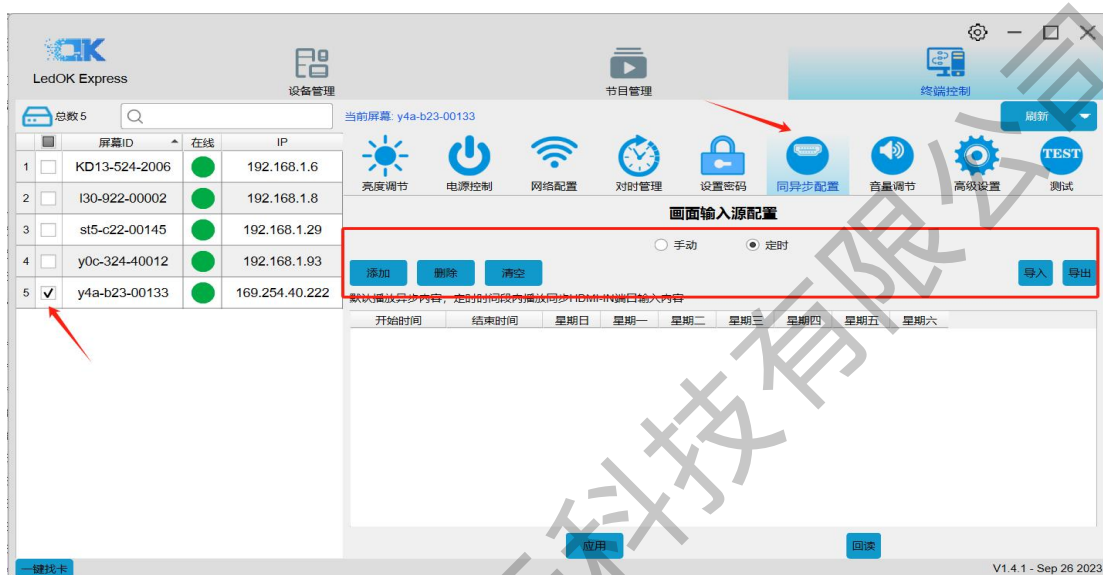 LedOK Express
设备管理
节目管理
终端控制
总数5
当前屏幕: y4a-b23-00133
刷新
屏幕ID 在线 IP
1 KD13-524-2006 192.168.1.6
2 l30-922-00002 192.168.1.8
3 st5-c22-00145 192.168.1.29
4 y0c-324-40012 192.168.1.93
5 y4a-b23-00133 169.254.40.222
亮度调节 电源控制 网络配置 对时管理 设置密码 同异步配置 音量调节 高级设置 TEST 测试
画面输入源配置
手动 定时
添加 删除 清空 导入 导出
默认播放异步内容，定时时间段内播放同步HDMI-IN端口输入内容
开始时间 结束时间 星期日 星期一 星期二 星期三 星期四 星期五 星期六
应用 回读
一键找卡
V1.4.1 - Sep 26 2023
科技有限公司